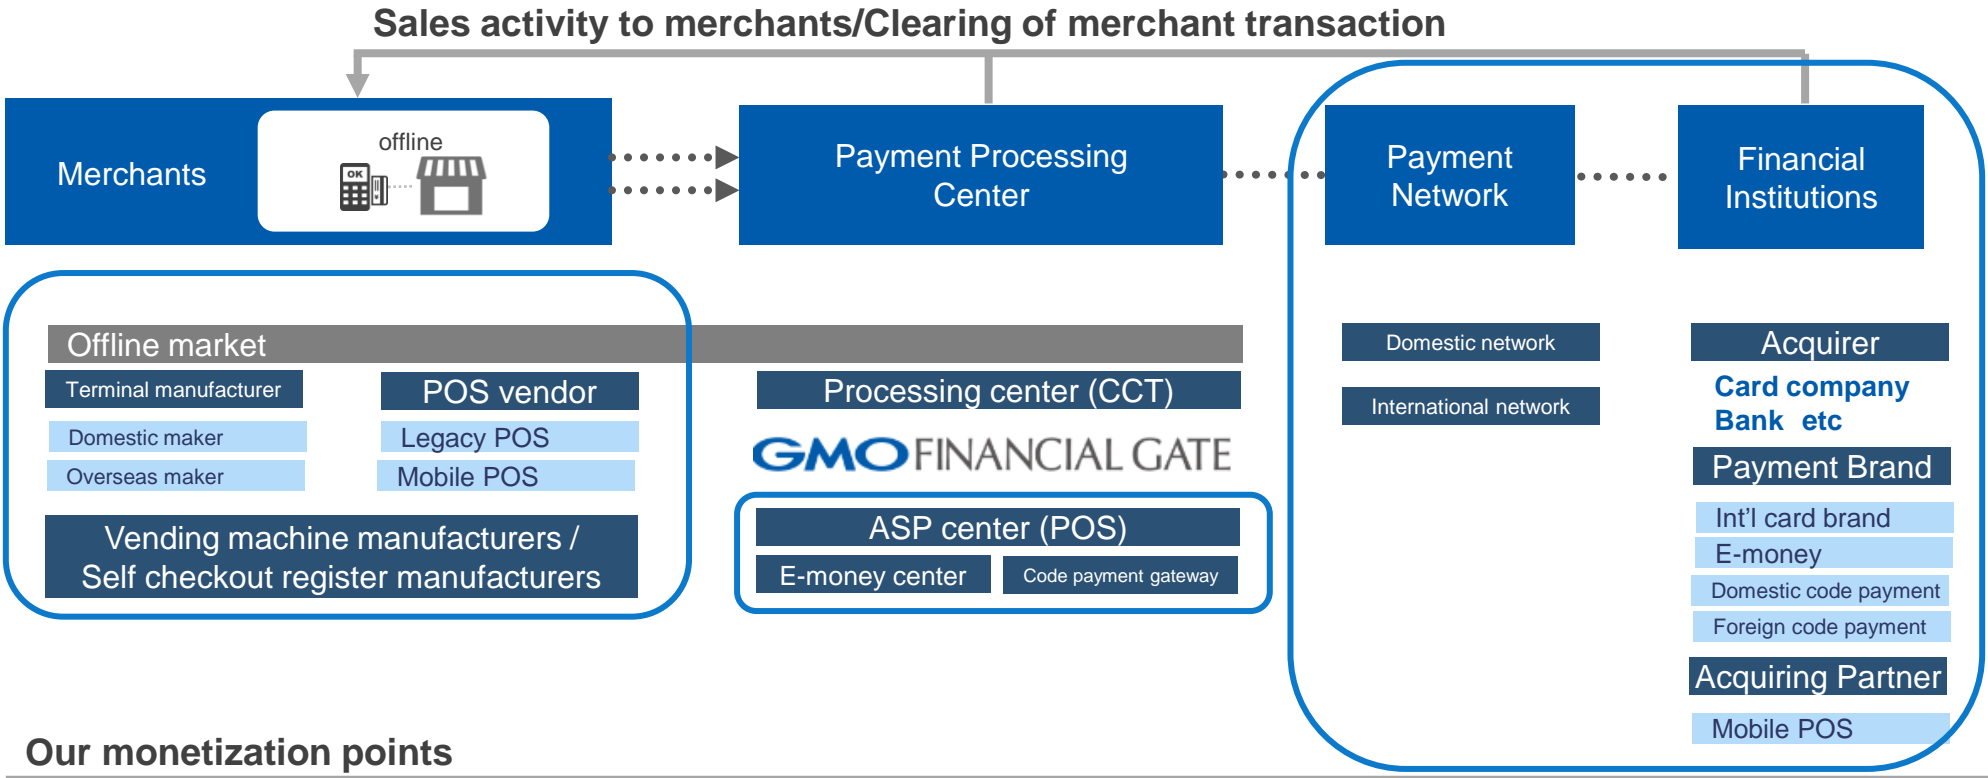 Sales activity to merchants/Clearing of merchant transaction
Merchants
offline
OK
Payment Processing
Center
Payment
Network
Financial
Institutions
Offline market
Terminal manufacturer
Domestic maker
Overseas maker
POS vendor
Legacy POS
Mobile POS
Vending machine manufacturers /
Self checkout register manufacturers
Processing center (CCT)
GMO FINANCIAL GATE
ASP center (POS)
E-money center
Code payment gateway
Domestic network
International network
Acquirer
Card company
Bank etc
Payment Brand
Int’l card brand
E-money
Domestic code payment
Foreign code payment
Acquiring Partner
Mobile POS
Our monetization points